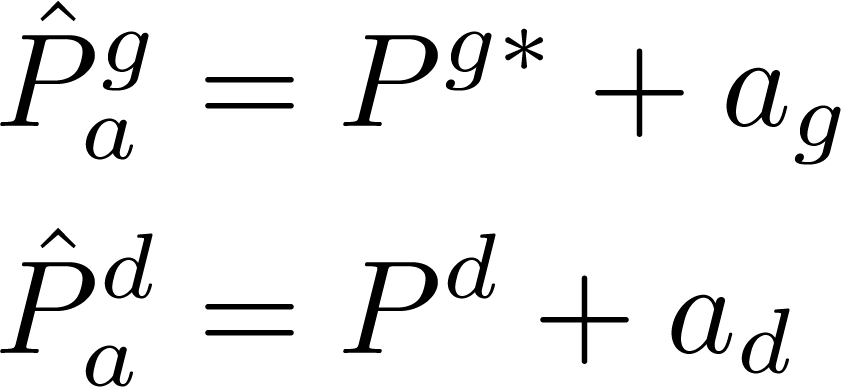 \hat{P}_a^g = P^{g*} + a_g
\hat{P}_a^d = P^d + a_d